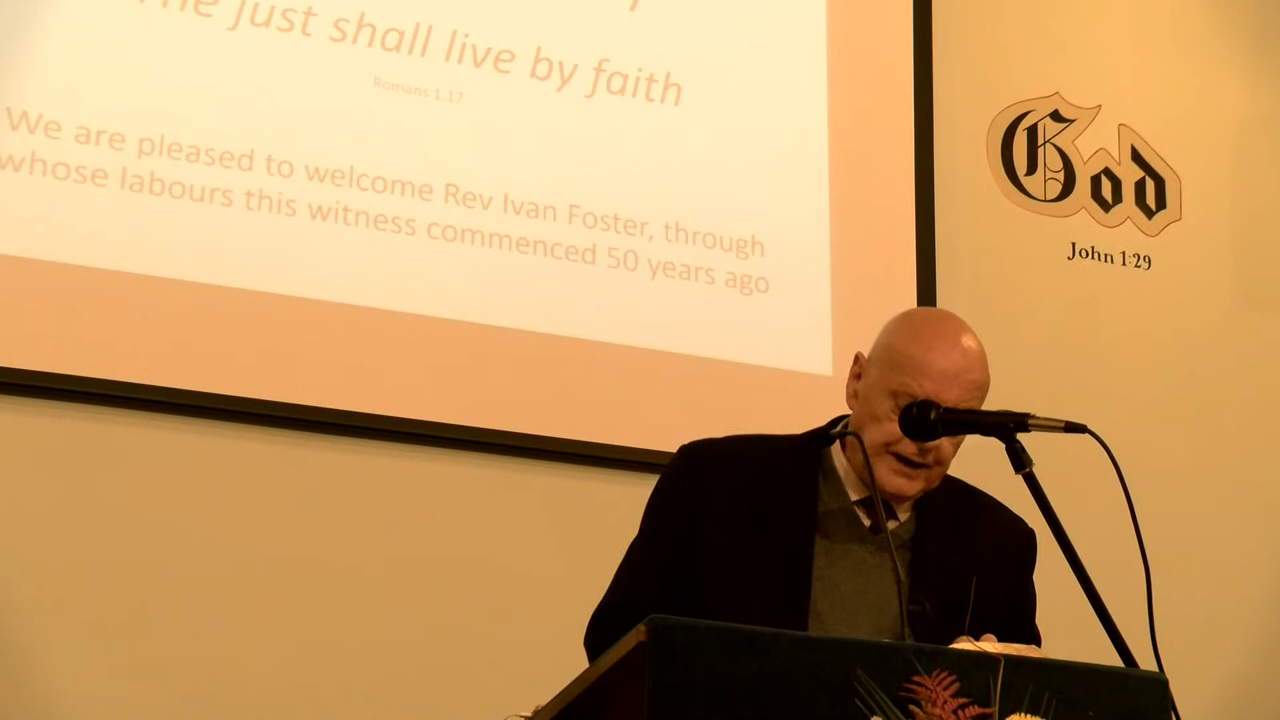 The just shall live by faith
Romans 1.17
We are pleased to welcome Rev Ivan Foster, through
whose labours this witness commenced 50 years ago
God
John 1:29